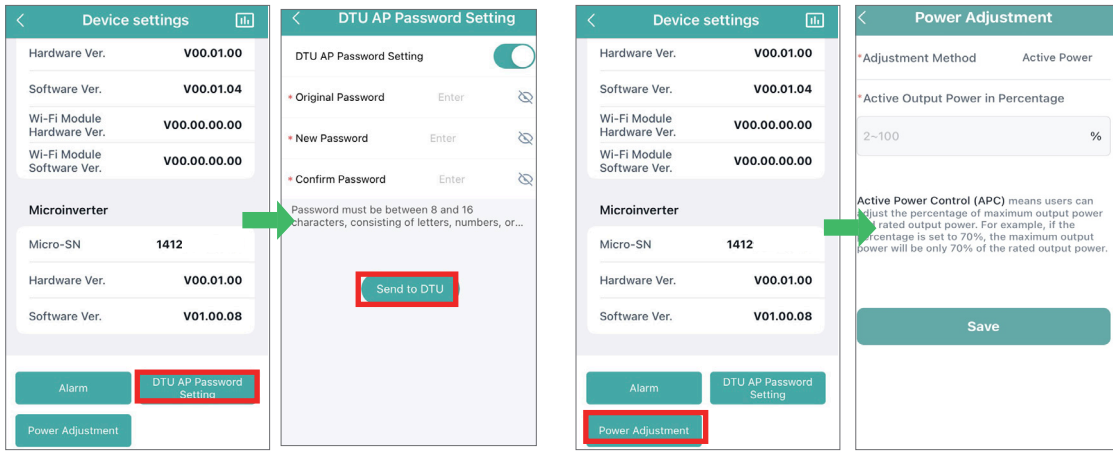 Device settings
Hardware Ver. V00.01.00
Software Ver. V00.01.04
Wi-Fi Module
Hardware Ver. V00.00.00.00
Wi-Fi Module
Software Ver. V00.00.00.00
Microinverter
Micro-SN 1412
Hardware Ver. V00.01.00
Software Ver. V01.00.08
Alarm
DTU AP Password
Setting
Power Adjustment
DTU AP Password Setting
DTU AP Password Setting
* Original Password Enter
* New Password Enter
* Confirm Password Enter
Password must be between 8 and 16
characters, consisting of letters, numbers, or...
Send to DTU
Device settings
Hardware Ver. V00.01.00
Software Ver. V00.01.04
Wi-Fi Module
Hardware Ver. V00.00.00.00
Wi-Fi Module
Software Ver. V00.00.00.00
Microinverter
Micro-SN 1412
Hardware Ver. V00.01.00
Software Ver. V01.00.08
Alarm
DTU AP Password
Setting
Power Adjustment
Power Adjustment
*Adjustment Method Active Power
*Active Output Power in Percentage
2~100 %
Active Power Control (APC) means users can
adjust the percentage of maximum output power
rated output power. For example, if the
percentage is set to 70%, the maximum output
power will be only 70% of the rated output power.
Save